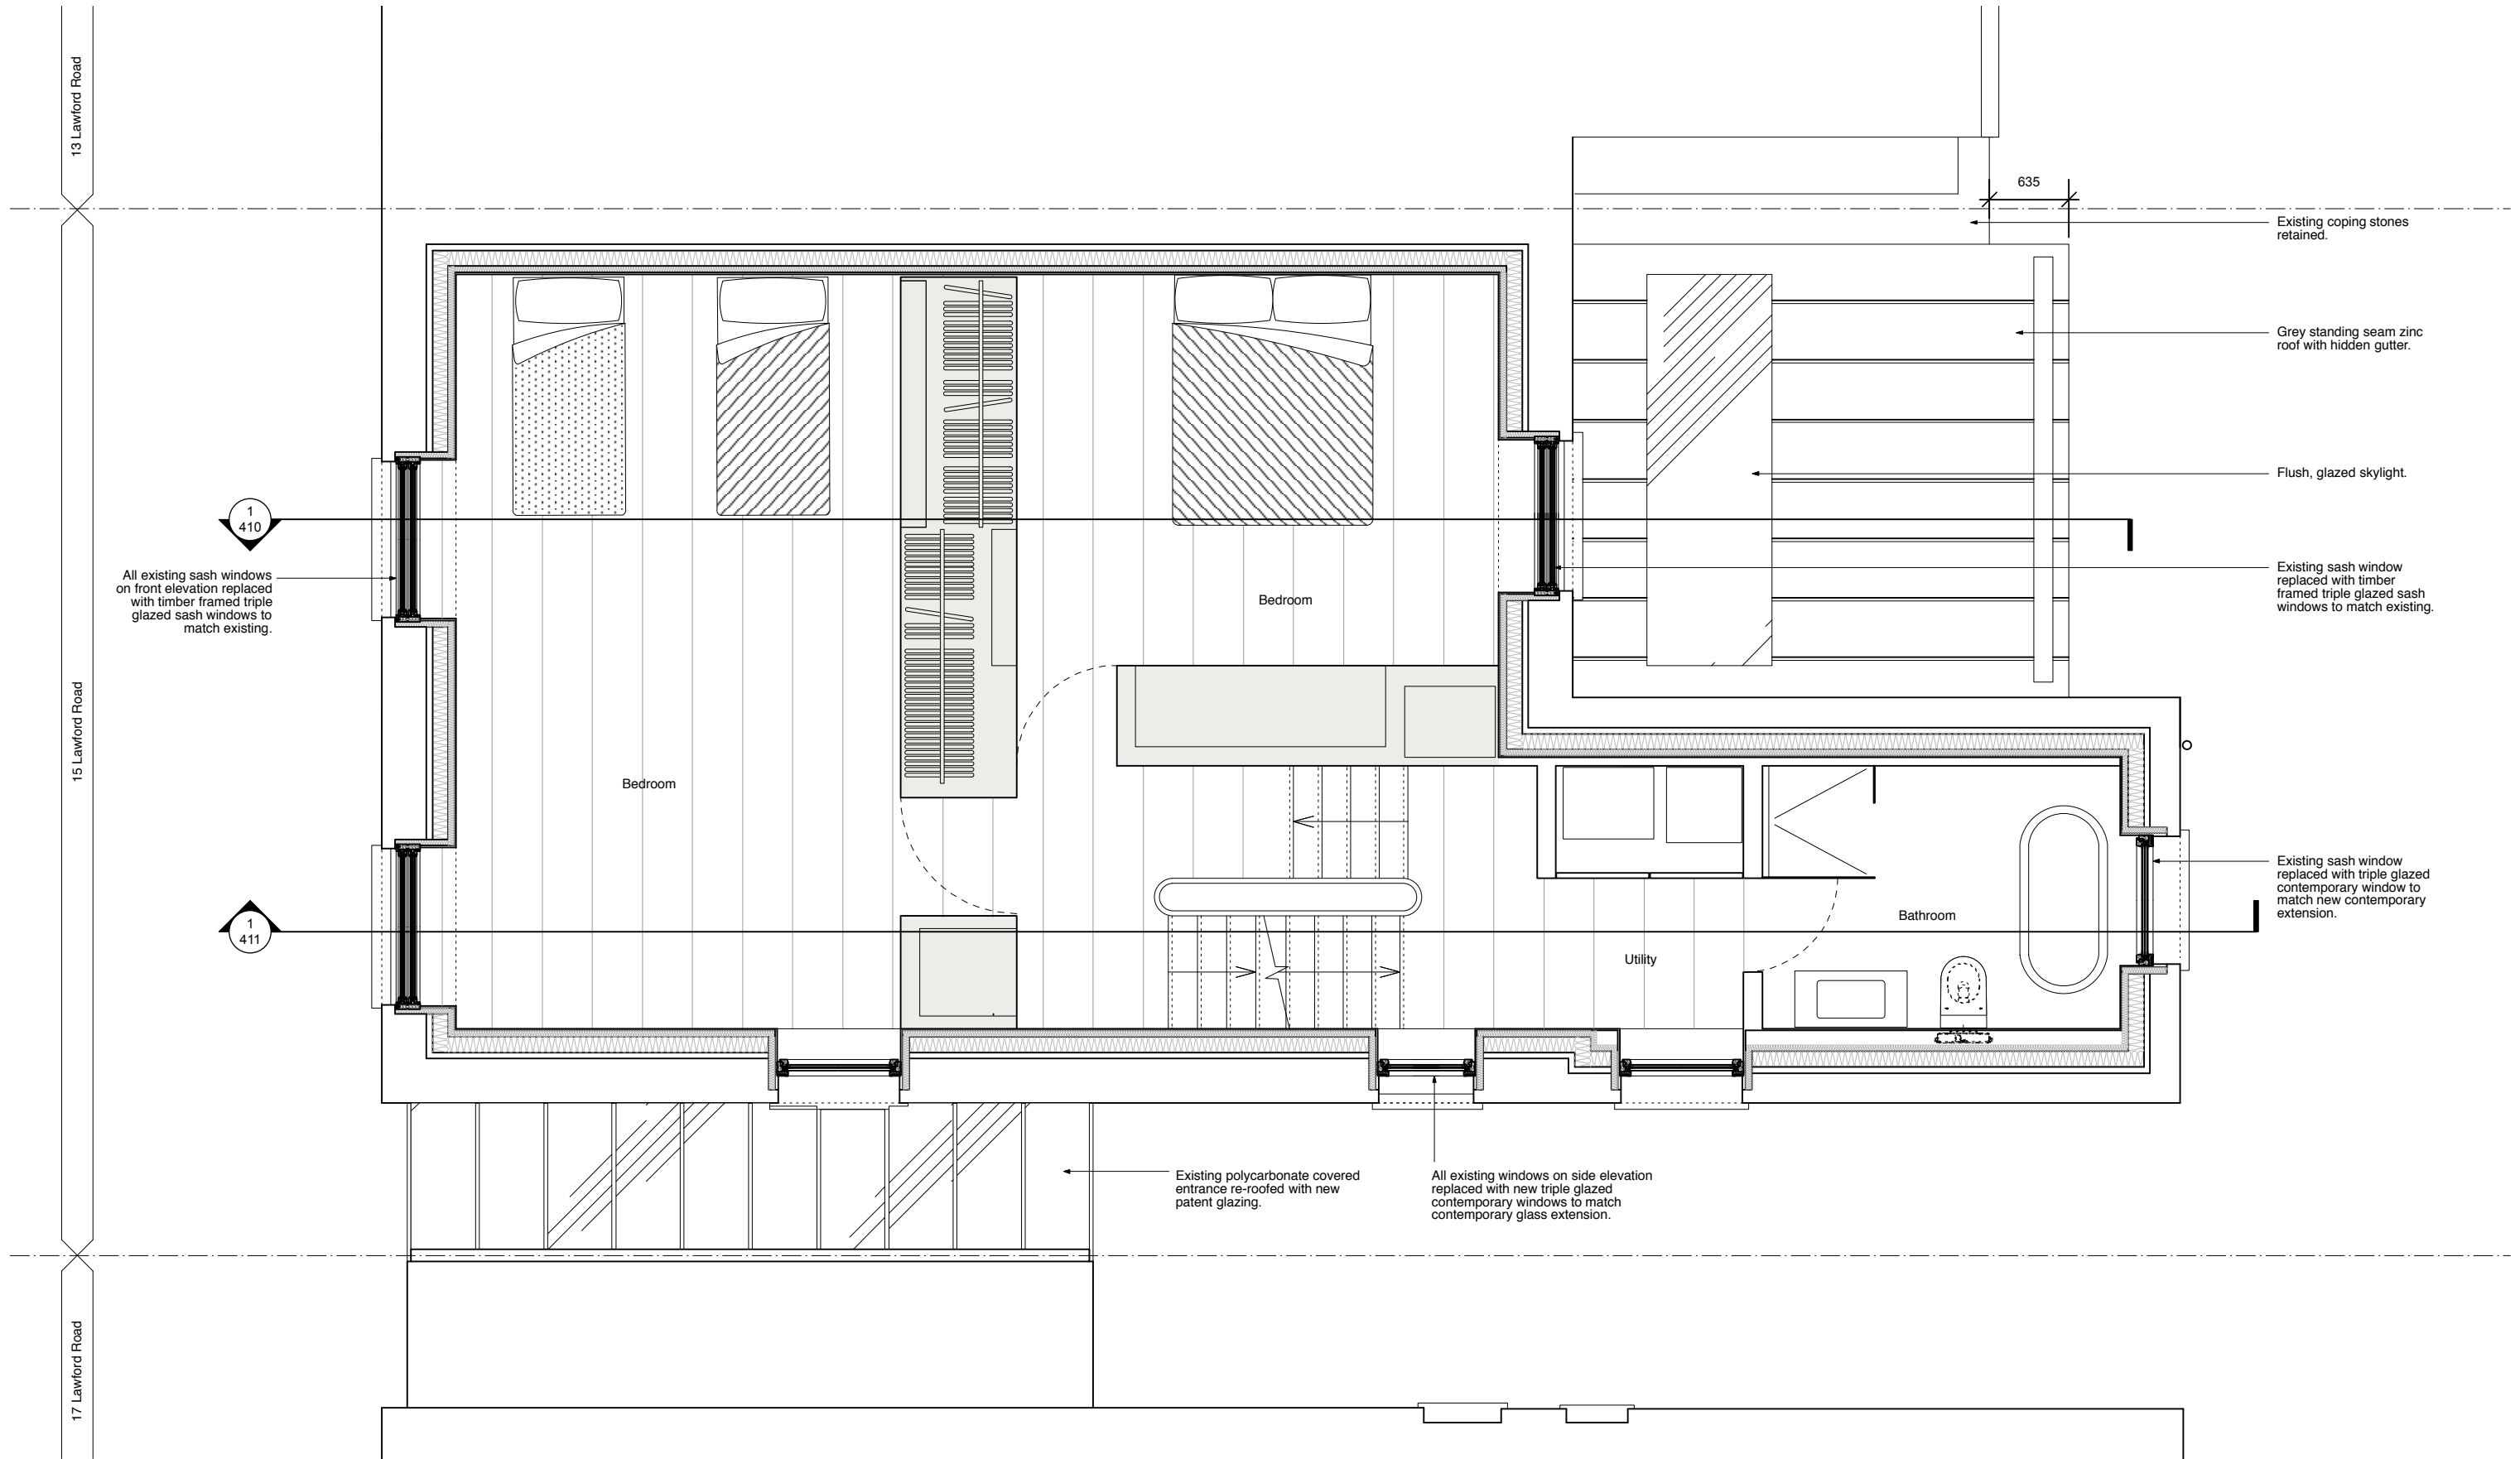 13 Lawford Road
635
Existing coping stones
retained.
Grey standing seam zinc
roof with hidden gutter.
Flush, glazed skylight.
1
410
All existing sash windows
on front elevation replaced
with timber framed triple
glazed sash windows to
match existing.
Existing sash window
replaced with timber
framed triple glazed sash
windows to match existing.
Bedroom
15 Lawford Road
Bedroom
1
411
Existing sash window
replaced with triple glazed
contemporary window to
match new contemporary
extension.
Bathroom
Utility
Existing polycarbonate covered
entrance re-roofed with new
patent glazing.
All existing windows on side elevation
replaced with new triple glazed
contemporary windows to match
contemporary glass extension.
17 Lawford Road